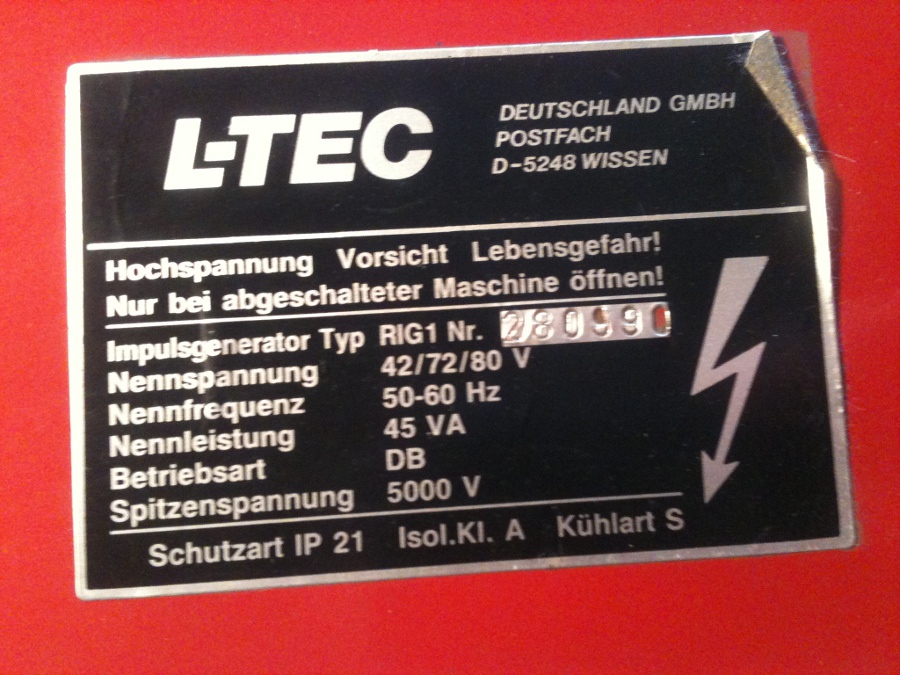 L-TEC
DEUTSCHLAND GMBH
POSTFACH
D-5248 WISSEN
Hochspannung Vorsicht Lebensgefahr!
Nur bei abgeschalteter Maschine öffnen!
Impulsgenerator Typ RIG1 Nr. 280990
Nennspannung 42/72/80 V
Nennfrequenz 50-60 Hz
Nennleistung 45 VA
Betriebsart DB
Spitzenspannung 5000 V
Schutzart IP 21 Isol.Kl. A Kühlart S